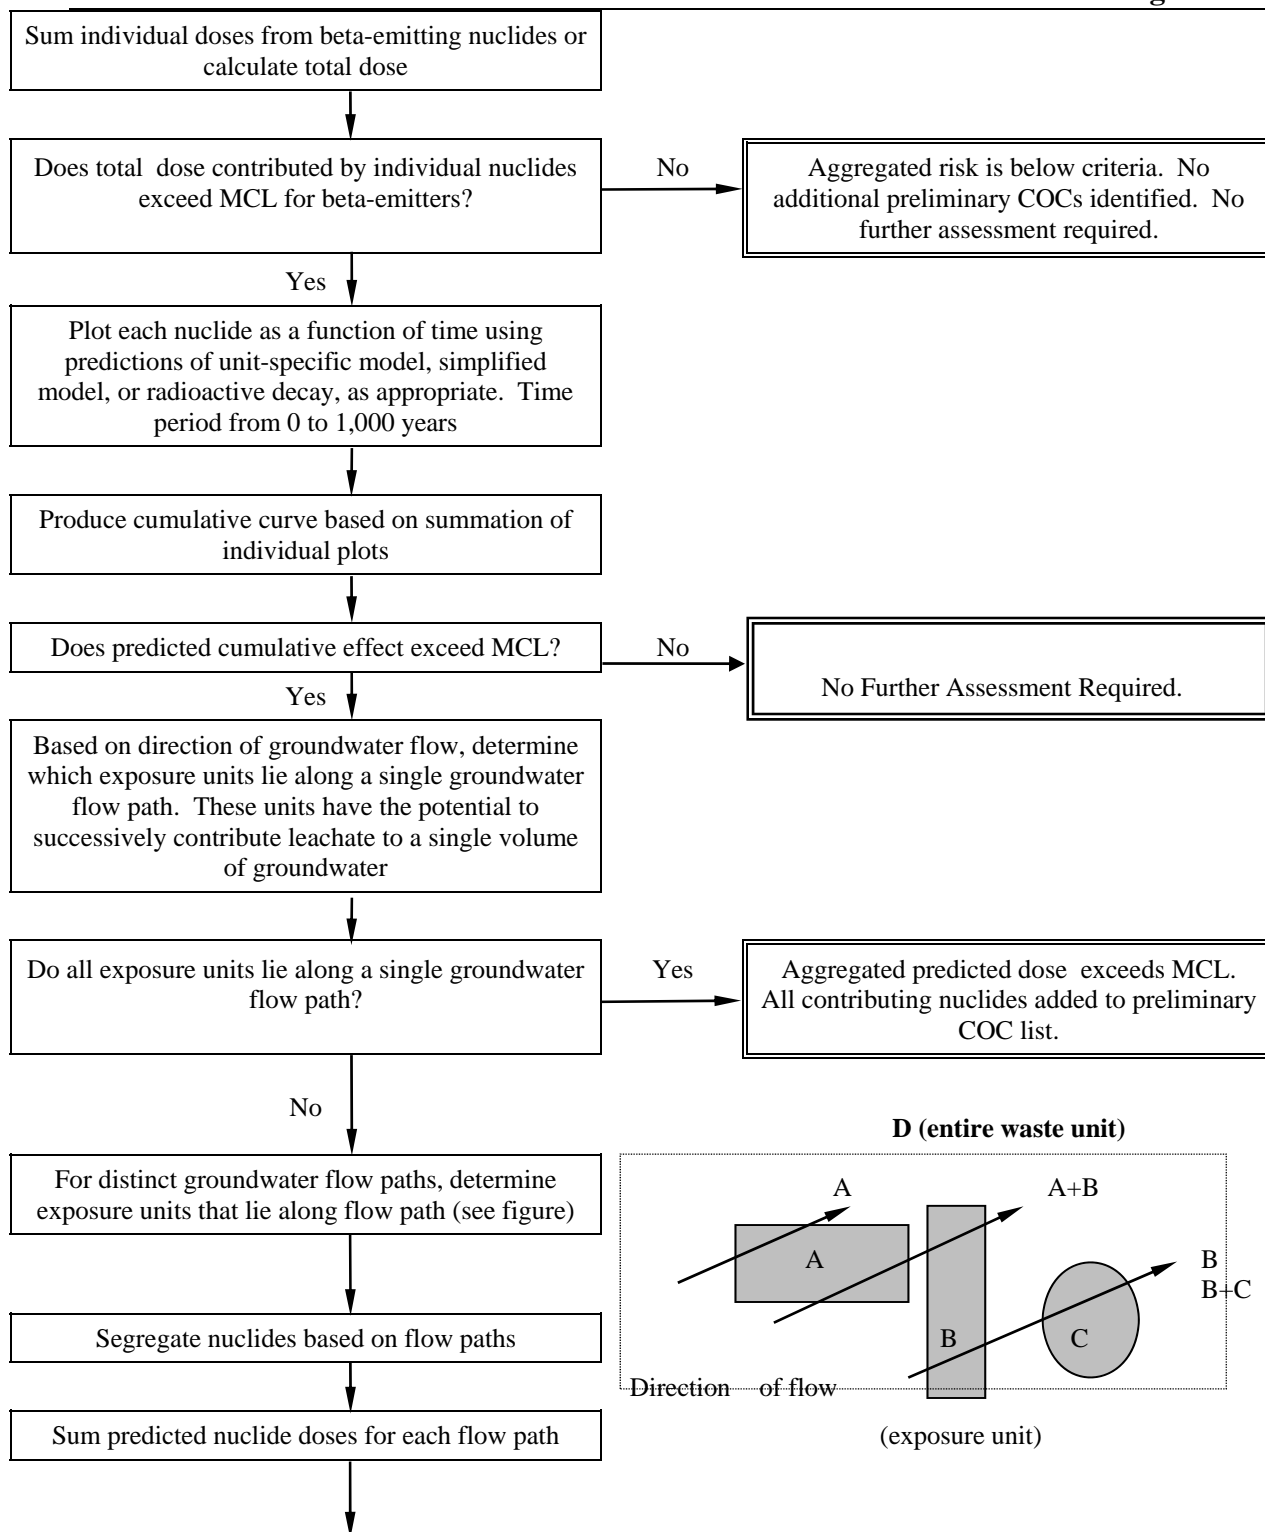 Sum individual doses from beta-emitting nuclides or
calculate total dose
Does total dose contributed by individual nuclides
exceed MCL for beta-emitters?
No
Aggregated risk is below criteria. No
additional preliminary COCs identified. No
further assessment required.
Yes
Plot each nuclide as a function of time using
predictions of unit-specific model, simplified
model, or radioactive decay, as appropriate. Time
period from 0 to 1,000 years
Produce cumulative curve based on summation of
individual plots
Does predicted cumulative effect exceed MCL?
No
No Further Assessment Required.
Yes
Based on direction of groundwater flow, determine
which exposure units lie along a single groundwater
flow path. These units have the potential to
successively contribute leachate to a single volume
of groundwater
Do all exposure units lie along a single groundwater
flow path?
Yes
Aggregated predicted dose exceeds MCL.
All contributing nuclides added to preliminary
COC list.
No
For distinct groundwater flow paths, determine
exposure units that lie along flow path (see figure)
Segregate nuclides based on flow paths
Sum predicted nuclide doses for each flow path
D (entire waste unit)
A
A+B
A
B
B+C
B
C
Direction of flow
(exposure unit)